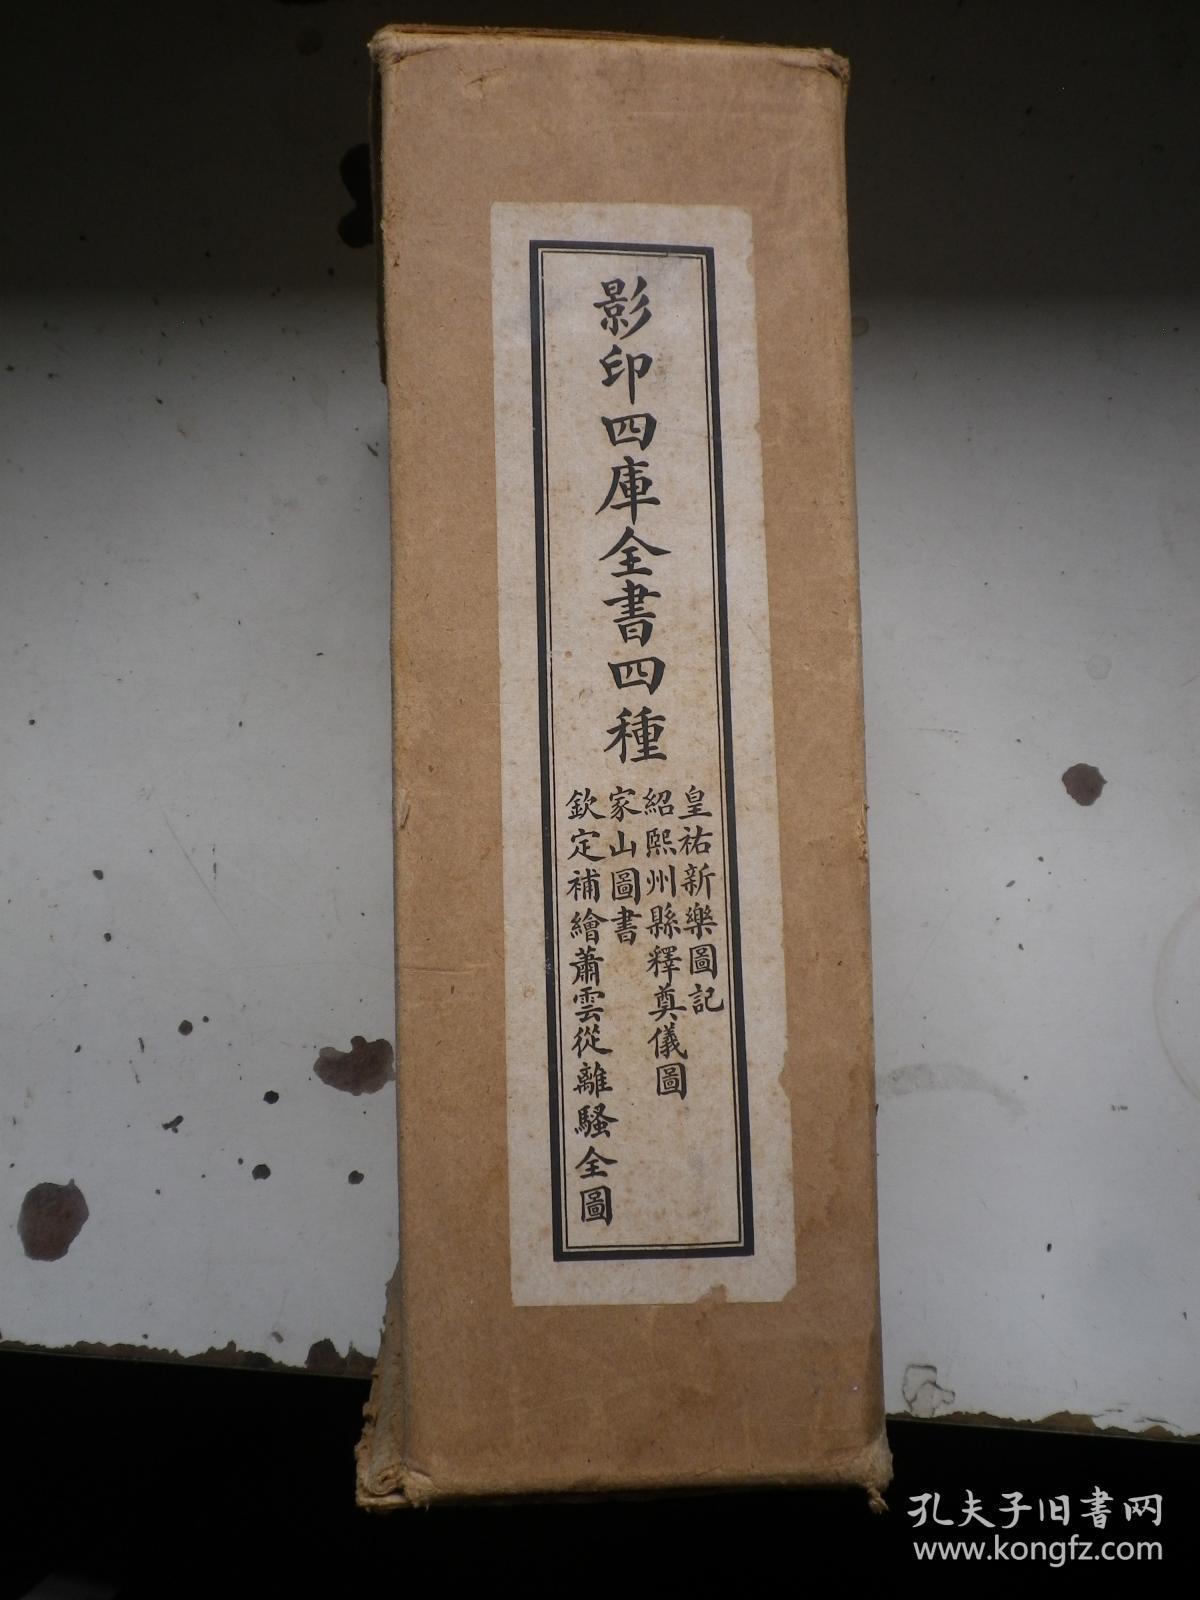 影印四庫全書四種
皇祐新樂圖記
紹熙州縣釋奠儀圖
家山圖書
欽定補繪蕭雲從離騷全圖
孔夫子旧書网
www.kongfz.com